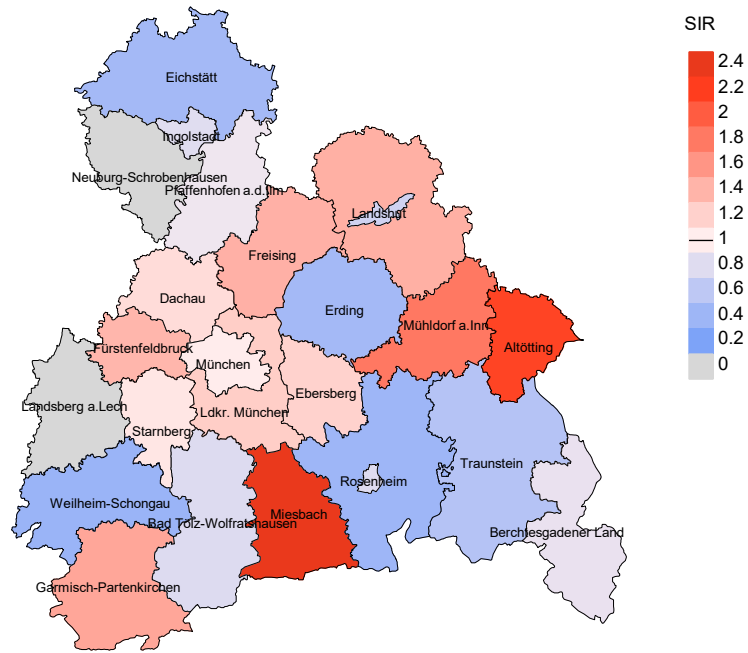 SIR
2.4
2.2
2
1.8
1.6
1.4
1.2
1
0.8
0.6
0.4
0.2
0
Eichstätt
Ingolstadt
Neuburg-Schrobenhausen
Pfaffenhofen a.d.Ilm
Landshut
Freising
Dachau
Erding
Mühldorf a.Inn
Fürstenfeldbruck
Altötting
München
Ebersberg
Landsberg a.Lech
Ldkr. München
Starnberg
Traunstein
Rosenheim
Weilheim-Schongau
Miesbach
Bad Tölz-Wolfratshausen
Berchtesgadener Land
Garmisch-Partenkirchen